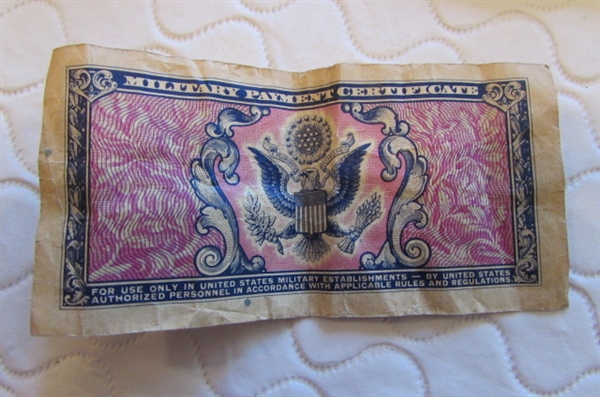 MILITARY PAYMENT CERTIFICATE
FOR USE ONLY IN UNITED STATES MILITARY ESTABLISHMENTS — BY UNITED STATES
AUTHORIZED PERSONNEL IN ACCORDANCE WITH APPLICABLE RULES AND REGULATIONS.